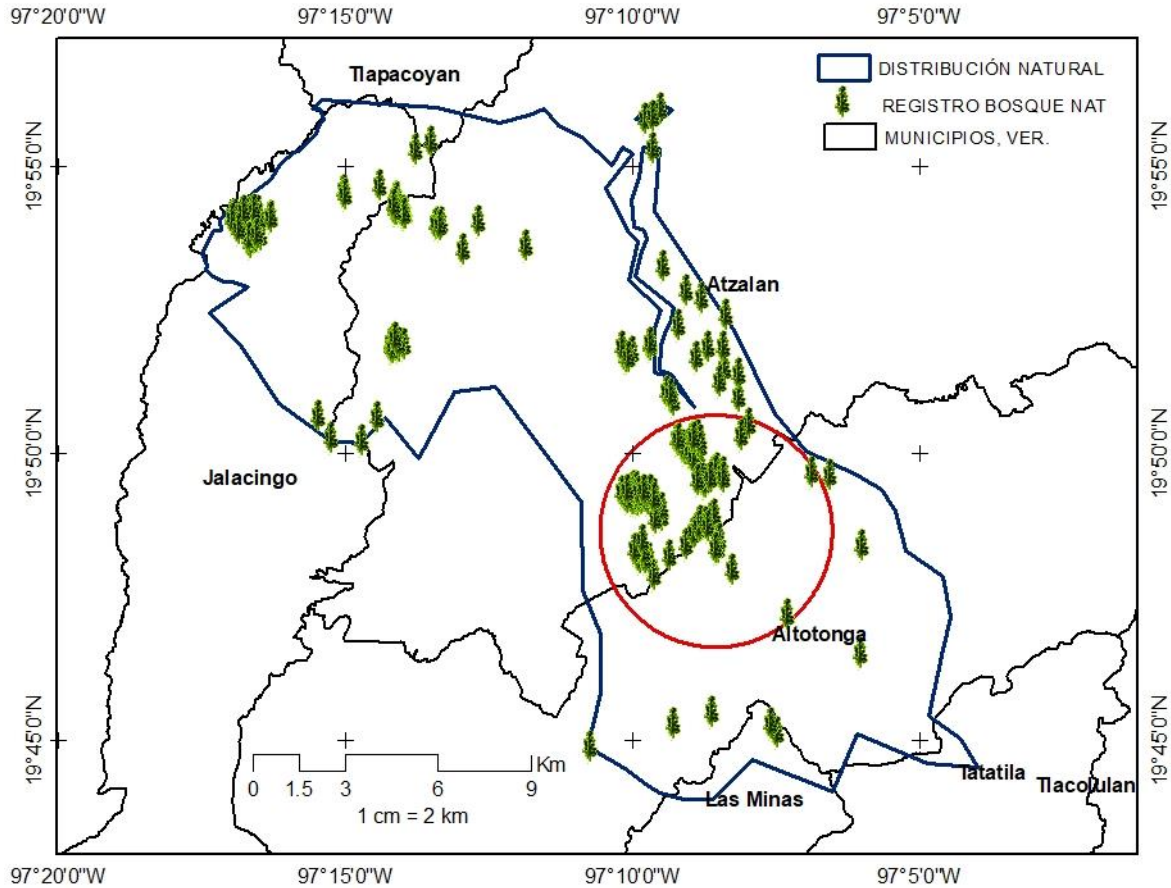 97°20'0"W 97°15'0"W 97°10'0"W 97°5'0"W
Tlapacoyan
DISTRIBUCIÓN NATURAL
REGISTRO BOSQUE NAT
MUNICIPIOS, VER.
19°55'0"N 19°55'0"N
Atzalan
19°50'0"N 19°50'0"N
Jalacingo
Altotonga
19°45'0"N 19°45'0"N
Km
0 1.5 3 6 9
1 cm = 2 km
Tatatila
Las Minas
Tlacolulan
97°20'0"W 97°15'0"W 97°10'0"W 97°5'0"W